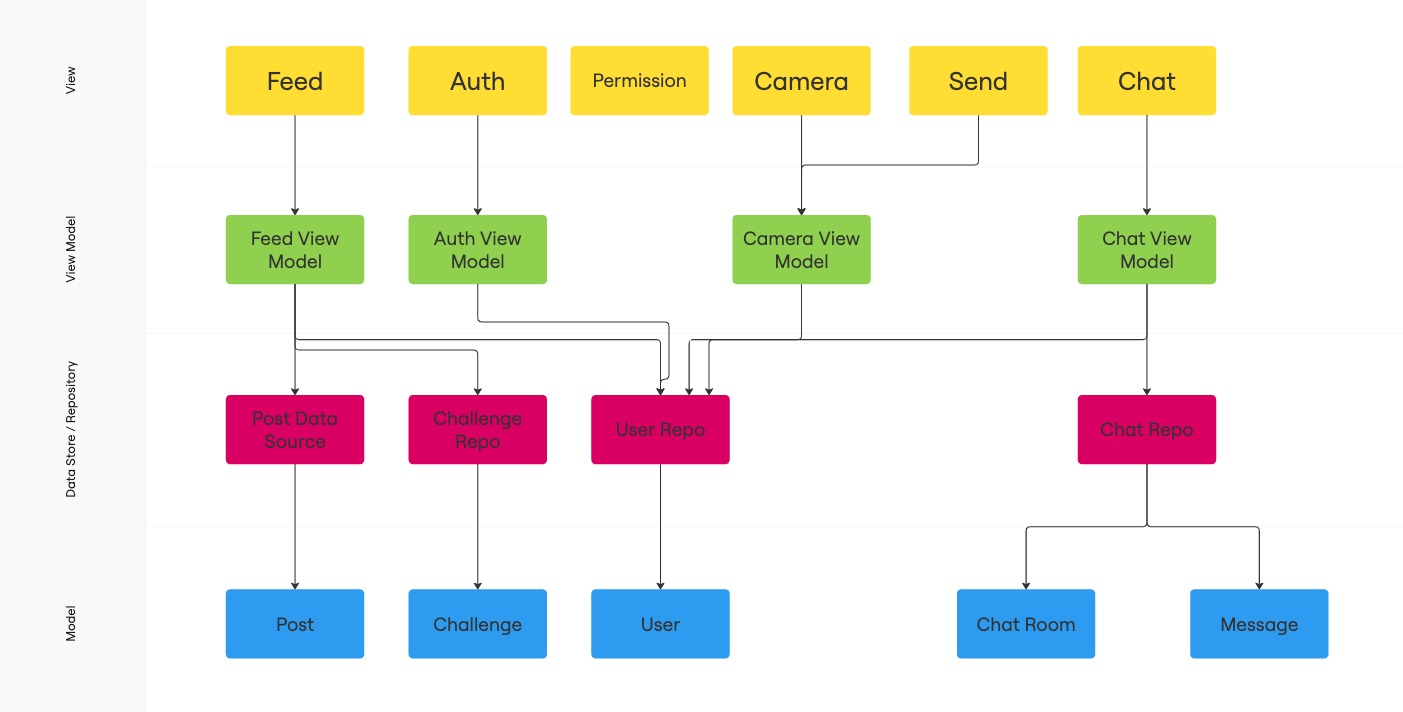 View
Feed
Auth
Permission
Camera
Send
Chat
View Model
Feed View
Model
Auth View
Model
Camera View
Model
Chat View
Model
Data Store / Repository
Post Data
Source
Challenge
Repo
User Repo
Chat Repo
Model
Post
Challenge
User
Chat Room
Message